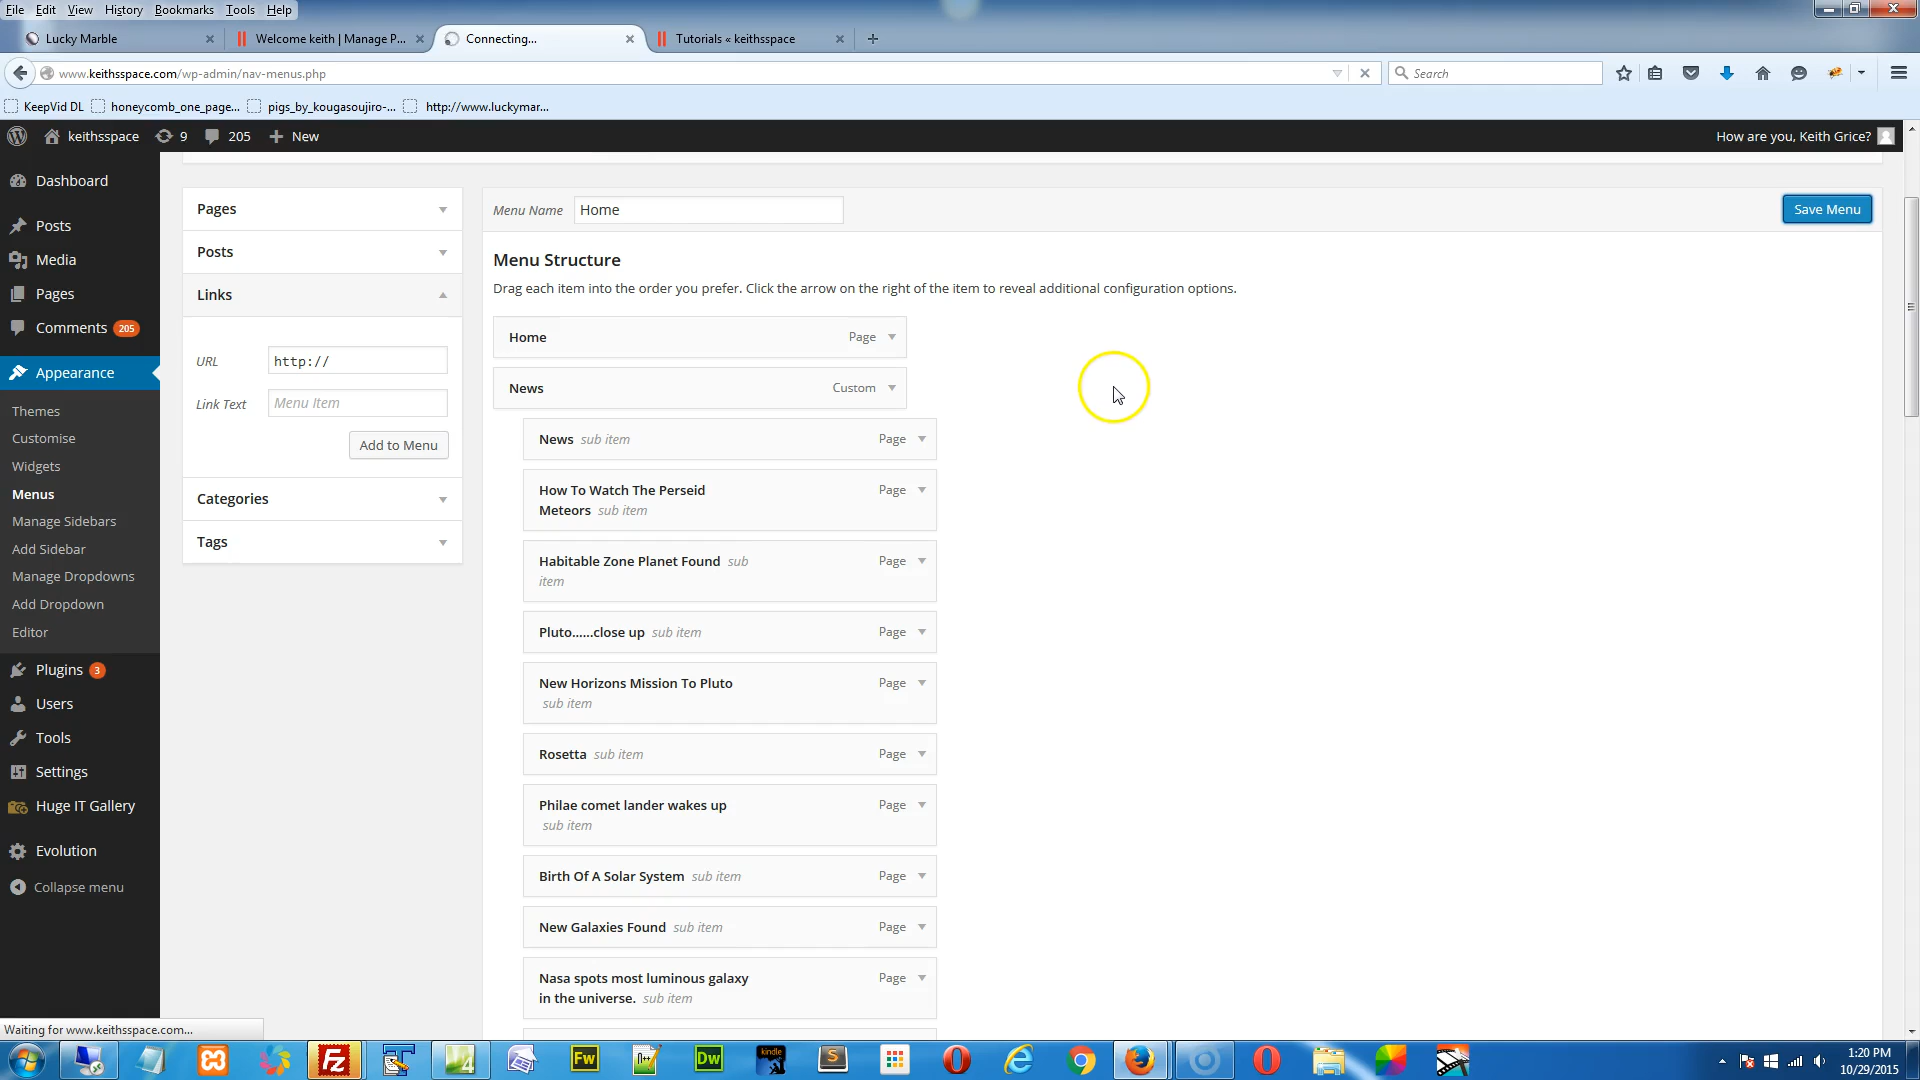 File Edit View History Bookmarks Tools Help
Lucky Marble
Welcome keith | Manage P...
Connecting...
Tutorials « keithsspace
www.keithsspace.com/wp-admin/nav-menus.php
Search
KeepVid DL
honeycomb_one_page...
pigs_by_kougasoujiro-...
http://www.luckymar...
keithsspace
9
205
New
How are you, Keith Grice?
Dashboard
Posts
Media
Pages
Comments 205
Appearance
Themes
Customise
Widgets
Menus
Manage Sidebars
Add Sidebar
Manage Dropdowns
Add Dropdown
Editor
Plugins 3
Users
Tools
Settings
Huge IT Gallery
Evolution
Collapse menu
Pages
Posts
Links
URL http://
Link Text Menu Item
Add to Menu
Categories
Tags
Menu Name Home
Save Menu
Menu Structure
Drag each item into the order you prefer. Click the arrow on the right of the item to reveal additional configuration options.
Home Page
News Custom
News sub item Page
How To Watch The Perseid Page
Meteors sub item
Habitable Zone Planet Found sub Page
item
Pluto......close up sub item Page
New Horizons Mission To Pluto Page
sub item
Rosetta sub item Page
Philae comet lander wakes up Page
sub item
Birth Of A Solar System sub item Page
New Galaxies Found sub item Page
Nasa spots most luminous galaxy Page
in the universe. sub item
Waiting for www.keithsspace.com...
Fz
4
Fw
Dw
kindle
S
1:20 PM
10/29/2015